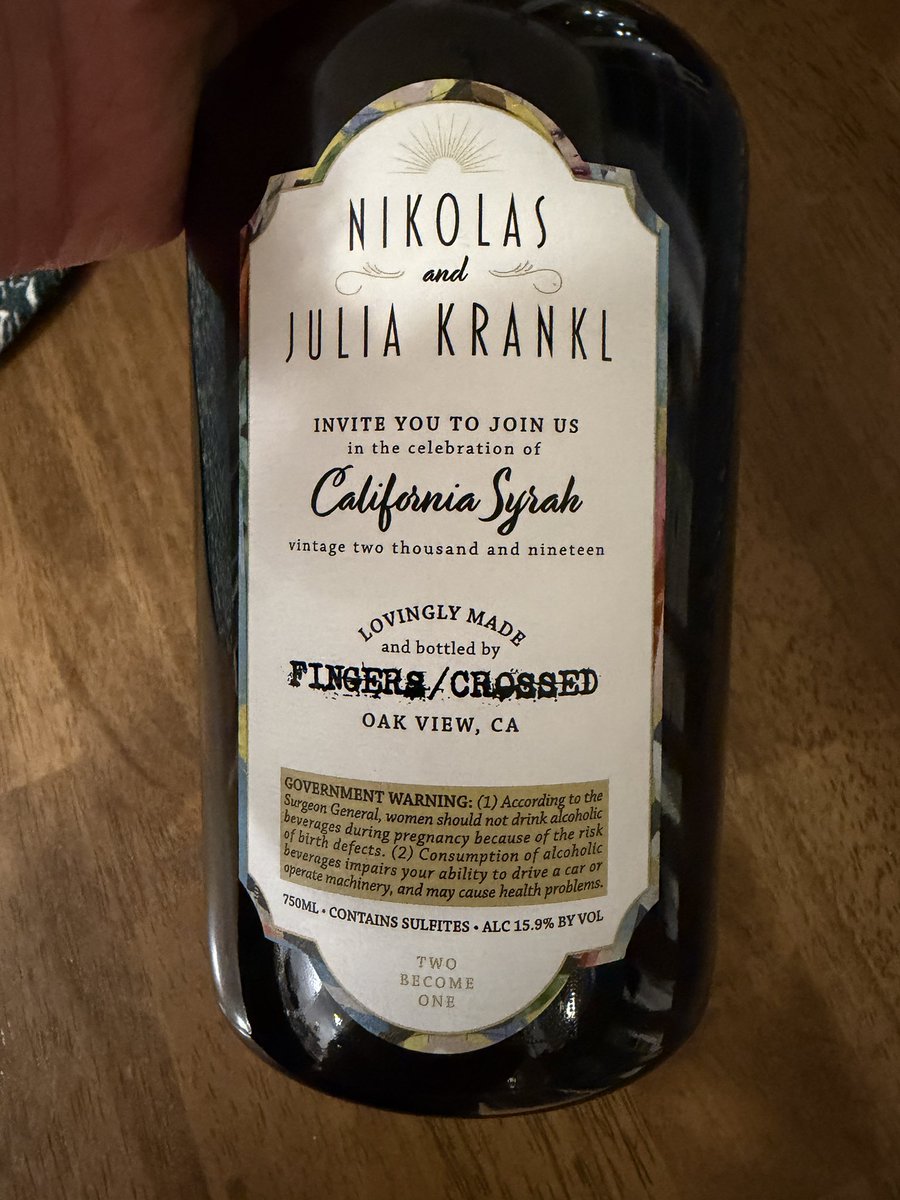 NIKOLAS
and
JULIA KRANKL
INVITE YOU TO JOIN US
in the celebration of
California Syrah
vintage two thousand and nineteen
LOVINGLY MADE
and bottled by
FINGERS/CROSSED
OAK VIEW, CA
GOVERNMENT WARNING: (1) According to the
Surgeon General, women should not drink alcoholic
beverages during pregnancy because of the risk
of birth defects. (2) Consumption of alcoholic
beverages impairs your ability to drive a car or
operate machinery, and may cause health problems.
750ML • CONTAINS SULFITES • ALC 15.9% BY VOL
TWO
BECOME
ONE